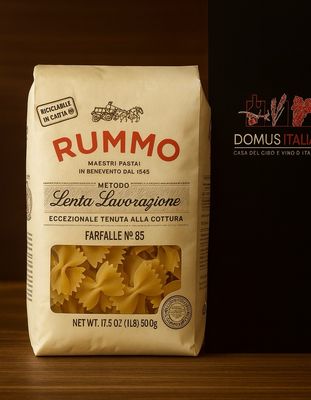 RICICLABILE
IN CARTA
RUMMO
MAESTRI PASTAI
IN BENEVENTO DAL 1545
METODO
Lenta Lavorazione
ECCEZIONALE TENUTA ALLA COTTURA
FARFALLE Nº 85
NET WT. 17.5 OZ (1LB) 500g
DOMUS ITALIA
CASA DEL CIBO E VINO D ITA